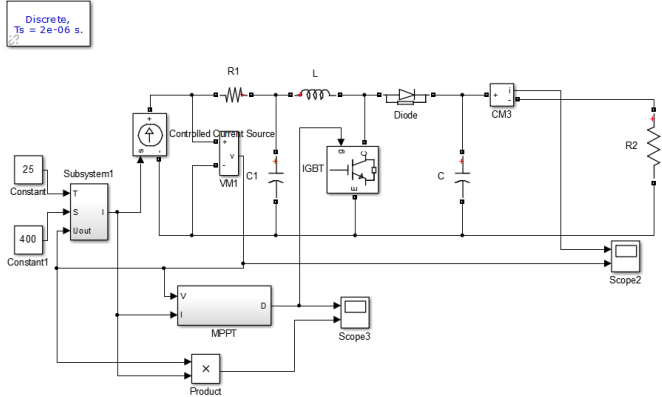 Discrete,
Ts = 2e-06 s.
R1
L
Diode
i
+
-
CM3
R2
+
Controlled Current Source
s
-
+
v
-
VM1
C1
g
C
IGBT
E
C
25
Constant
Subsystem1
T
S
I
Uout
400
Constant1
Scope2
V
I
D
MPPT
Scope3
×
Product